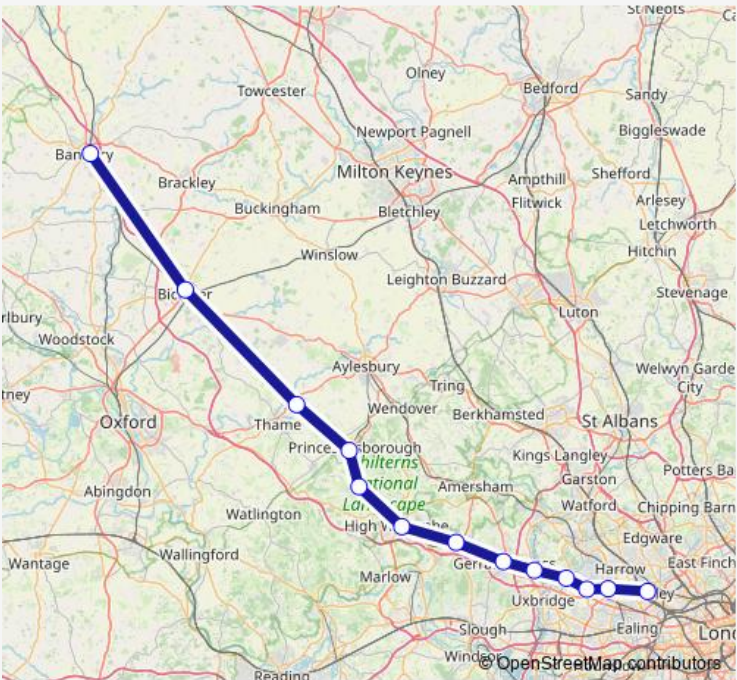 St Neots
Olney
Bedford
Towcester
Sandy
Newport Pagnell
Biggleswade
Milton Keynes
Ampthill
Shefford
Brackley
Flitwick
Arlesey
Buckingham
Bletchley
Letchworth
Winslow
Hitchin
Leighton Buzzard
Stevenage
Luton
Woodstock
Aylesbury
Welwyn Garde
City
Tring
Wendover
Berkhamsted
Oxford
Thame
St Albans
Kings Langley
Potters Ba
Amersham
Garston
Abingdon
Watford
Chipping Barn
Watlington
Edgware
Wallingford
Wantage
Harrow
East Finch
Marlow
Uxbridge
Ealing
Slough
Lon
Windsor
© OpenStreetMap contributors
Reading